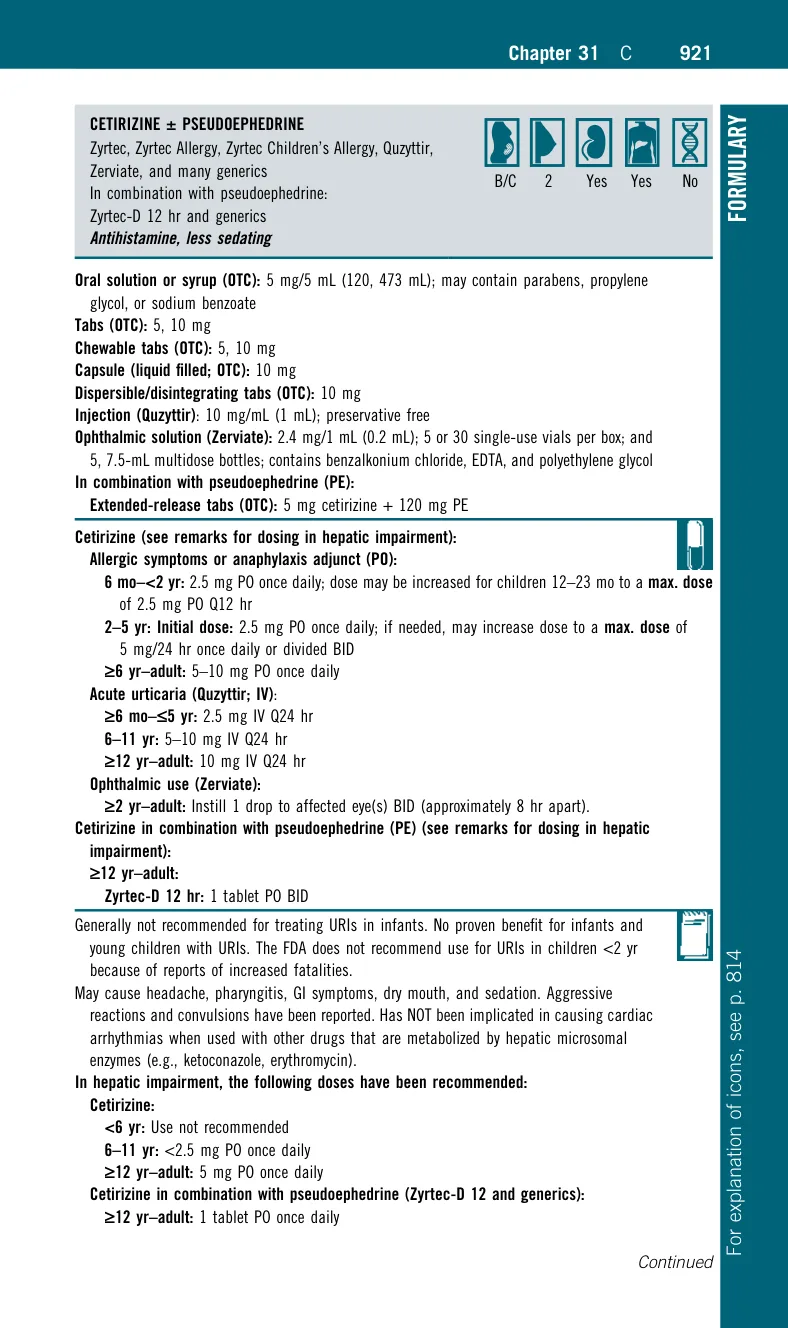 Chapter 31 C 921
CETIRIZINE ± PSEUDOEPHEDRINE
Zyrtec, Zyrtec Allergy, Zyrtec Children’s Allergy, Quzyttir,
Zerviate, and many generics
In combination with pseudoephedrine:
Zyrtec-D 12 hr and generics
Antihistamine, less sedating
B/C 2 Yes Yes No
Oral solution or syrup (OTC): 5 mg/5 mL (120, 473 mL); may contain parabens, propylene
glycol, or sodium benzoate
Tabs (OTC): 5, 10 mg
Chewable tabs (OTC): 5, 10 mg
Capsule (liquid filled; OTC): 10 mg
Dispersible/disintegrating tabs (OTC): 10 mg
Injection (Quzyttir): 10 mg/mL (1 mL); preservative free
Ophthalmic solution (Zerviate): 2.4 mg/1 mL (0.2 mL); 5 or 30 single-use vials per box; and
5, 7.5-mL multidose bottles; contains benzalkonium chloride, EDTA, and polyethylene glycol
In combination with pseudoephedrine (PE):
Extended-release tabs (OTC): 5 mg cetirizine + 120 mg PE
Cetirizine (see remarks for dosing in hepatic impairment):
Allergic symptoms or anaphylaxis adjunct (PO):
6 mo–<2 yr: 2.5 mg PO once daily; dose may be increased for children 12–23 mo to a max. dose
of 2.5 mg PO Q12 hr
2–5 yr: Initial dose: 2.5 mg PO once daily; if needed, may increase dose to a max. dose of
5 mg/24 hr once daily or divided BID
≥6 yr–adult: 5–10 mg PO once daily
Acute urticaria (Quzyttir; IV):
≥6 mo–≤5 yr: 2.5 mg IV Q24 hr
6–11 yr: 5–10 mg IV Q24 hr
≥12 yr–adult: 10 mg IV Q24 hr
Ophthalmic use (Zerviate):
≥2 yr–adult: Instill 1 drop to affected eye(s) BID (approximately 8 hr apart).
Cetirizine in combination with pseudoephedrine (PE) (see remarks for dosing in hepatic
impairment):
≥12 yr–adult:
Zyrtec-D 12 hr: 1 tablet PO BID
Generally not recommended for treating URIs in infants. No proven benefit for infants and
young children with URIs. The FDA does not recommend use for URIs in children <2 yr
because of reports of increased fatalities.
May cause headache, pharyngitis, GI symptoms, dry mouth, and sedation. Aggressive
reactions and convulsions have been reported. Has NOT been implicated in causing cardiac
arrhythmias when used with other drugs that are metabolized by hepatic microsomal
enzymes (e.g., ketoconazole, erythromycin).
In hepatic impairment, the following doses have been recommended:
Cetirizine:
<6 yr: Use not recommended
6–11 yr: <2.5 mg PO once daily
≥12 yr–adult: 5 mg PO once daily
Cetirizine in combination with pseudoephedrine (Zyrtec-D 12 and generics):
≥12 yr–adult: 1 tablet PO once daily
Continued
FORMULARY
For explanation of icons, see p. 814